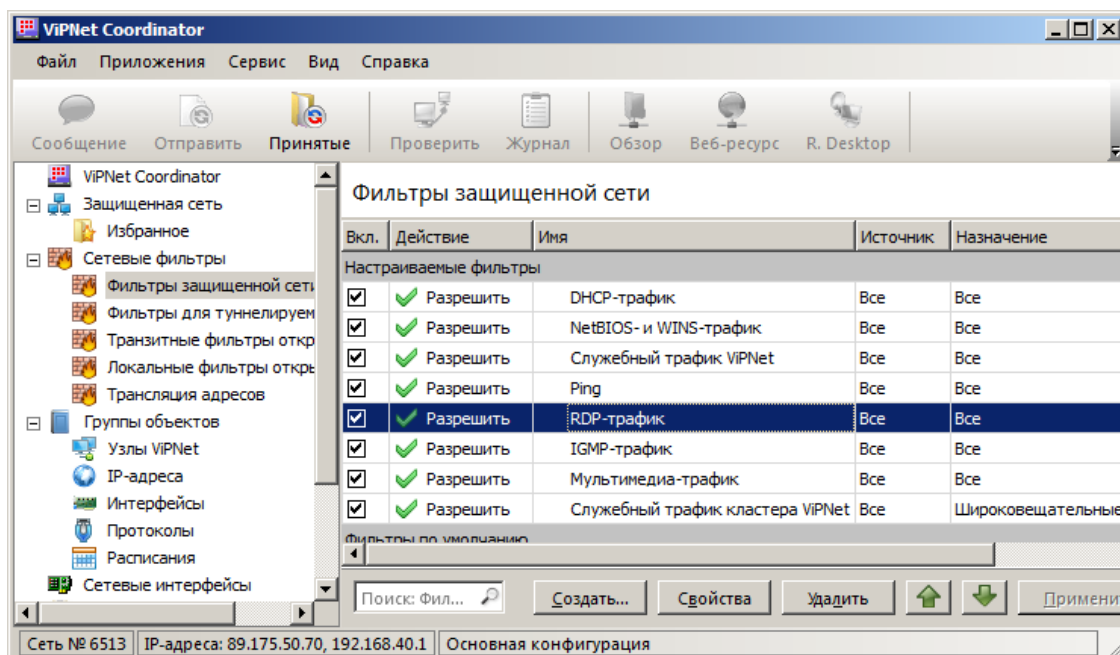 ViPNet Coordinator
Файл Приложения Сервис Вид Справка
Сообщение Отправить Принятые Проверить Журнал Обзор Веб-ресурс R. Desktop
ViPNet Coordinator
Защищенная сеть
Избранное
Сетевые фильтры
Фильтры защищенной сети
Фильтры для туннелируем
Транзитные фильтры откр
Локальные фильтры откры
Трансляция адресов
Группы объектов
Узлы ViPNet
IP-адреса
Интерфейсы
Протоколы
Расписания
Сетевые интерфейсы
Фильтры защищенной сети
Вкл. Действие Имя Источник Назначение
Настраиваемые фильтры
Разрешить DHCP-трафик Все Все
Разрешить NetBIOS- и WINS-трафик Все Все
Разрешить Служебный трафик ViPNet Все Все
Разрешить Ping Все Все
Разрешить RDP-трафик Все Все
Разрешить IGMP-трафик Все Все
Разрешить Мультимедиа-трафик Все Все
Разрешить Служебный трафик кластера ViPNet Все Широковещательные
Фильтры по умолчанию
Поиск: Фил... Создать... Свойства Удалить Применит
Сеть № 6513 IP-адреса: 89.175.50.70, 192.168.40.1 Основная конфигурация